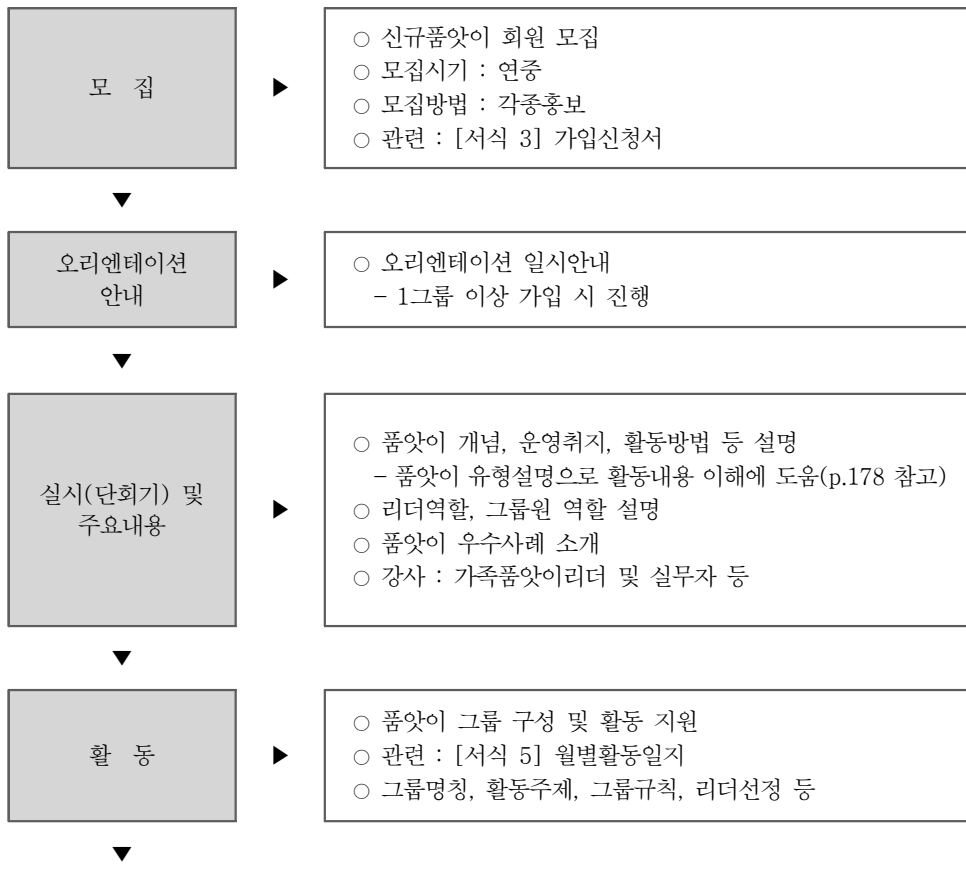 모 집
▶
○ 신규품앗이 회원 모집
○ 모집시기 : 연중
○ 모집방법 : 각종홍보
○ 관련 : [서식 3] 가입신청서
▼
오리엔테이션
안내
▶
○ 오리엔테이션 일시안내
- 1그룹 이상 가입 시 진행
▼
실시(단회기) 및
주요내용
▶
○ 품앗이 개념, 운영취지, 활동방법 등 설명
- 품앗이 유형설명으로 활동내용 이해에 도움(p.178 참고)
○ 리더역할, 그룹원 역할 설명
○ 품앗이 우수사례 소개
○ 강사 : 가족품앗이리더 및 실무자 등
▼
활 동
▶
○ 품앗이 그룹 구성 및 활동 지원
○ 관련 : [서식 5] 월별활동일지
○ 그룹명칭, 활동주제, 그룹규칙, 리더선정 등
▼